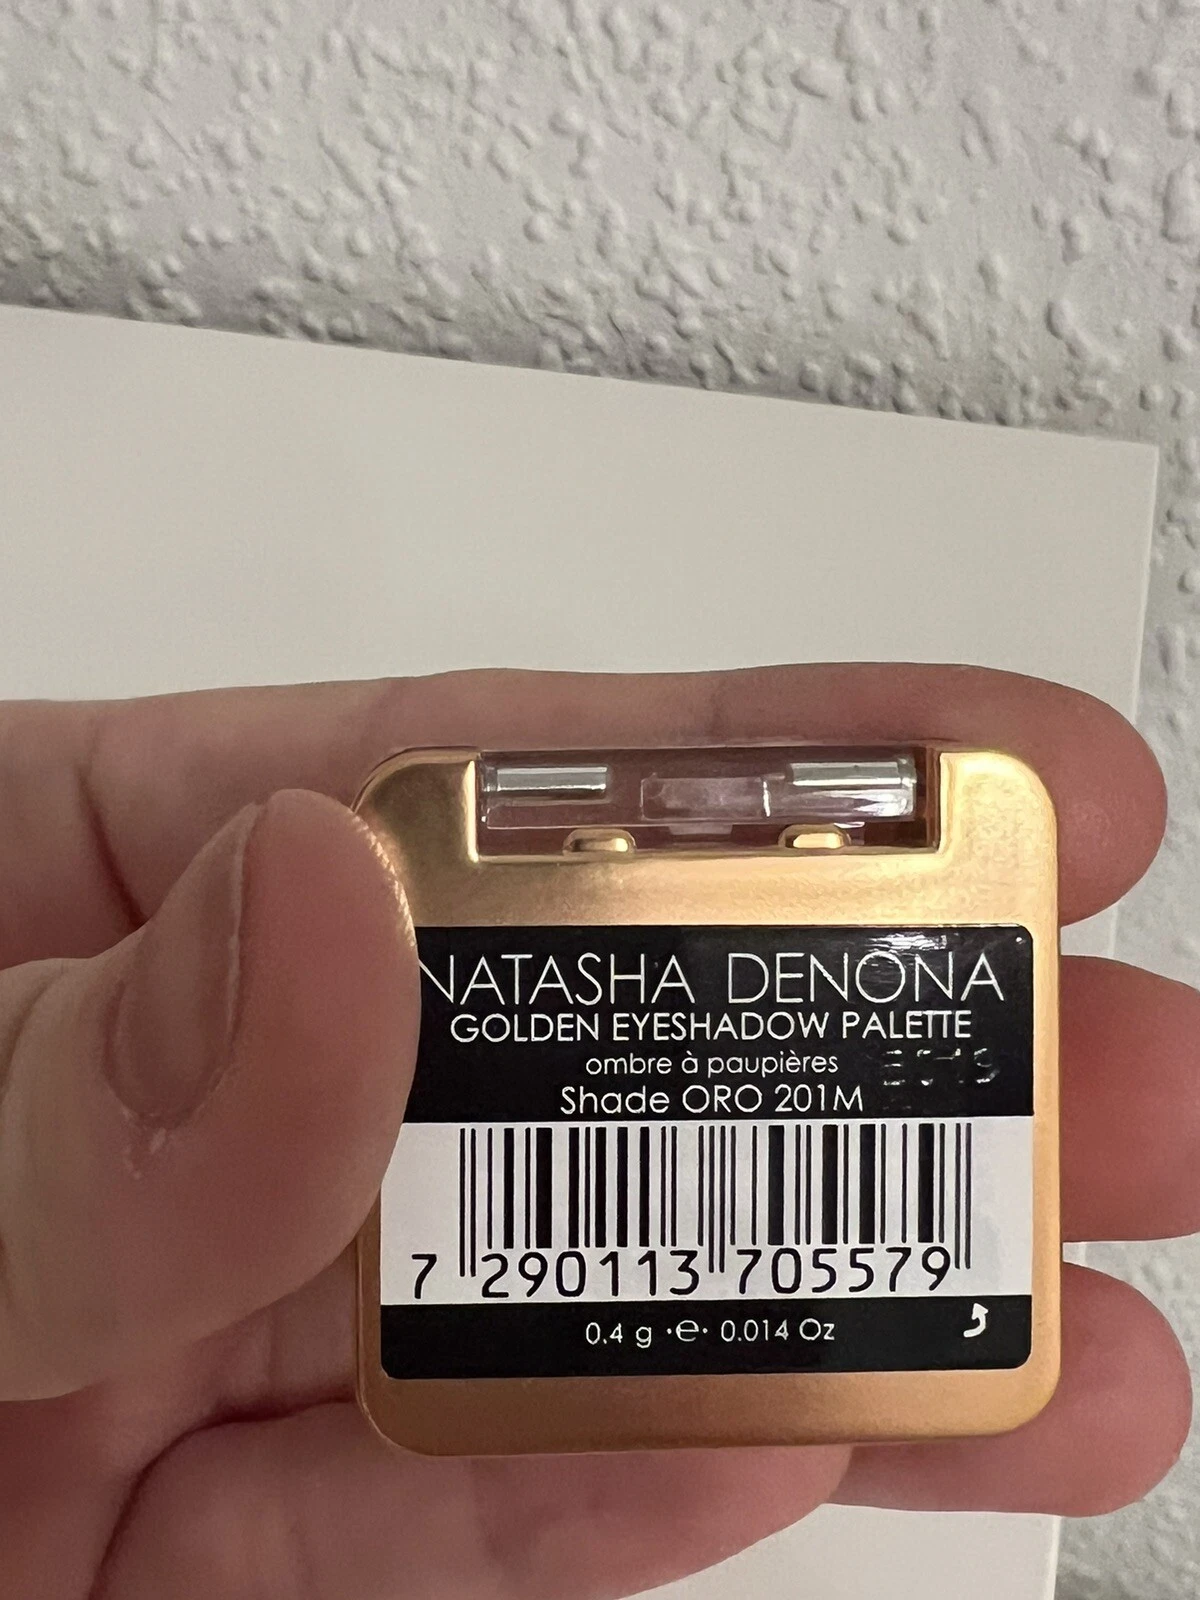 NATASHA DENONA
GOLDEN EYESHADOW PALETTE
ombre à paupières
Shade ORO 201M
7 290113 705579
0.4 g ·e· 0.014 Oz